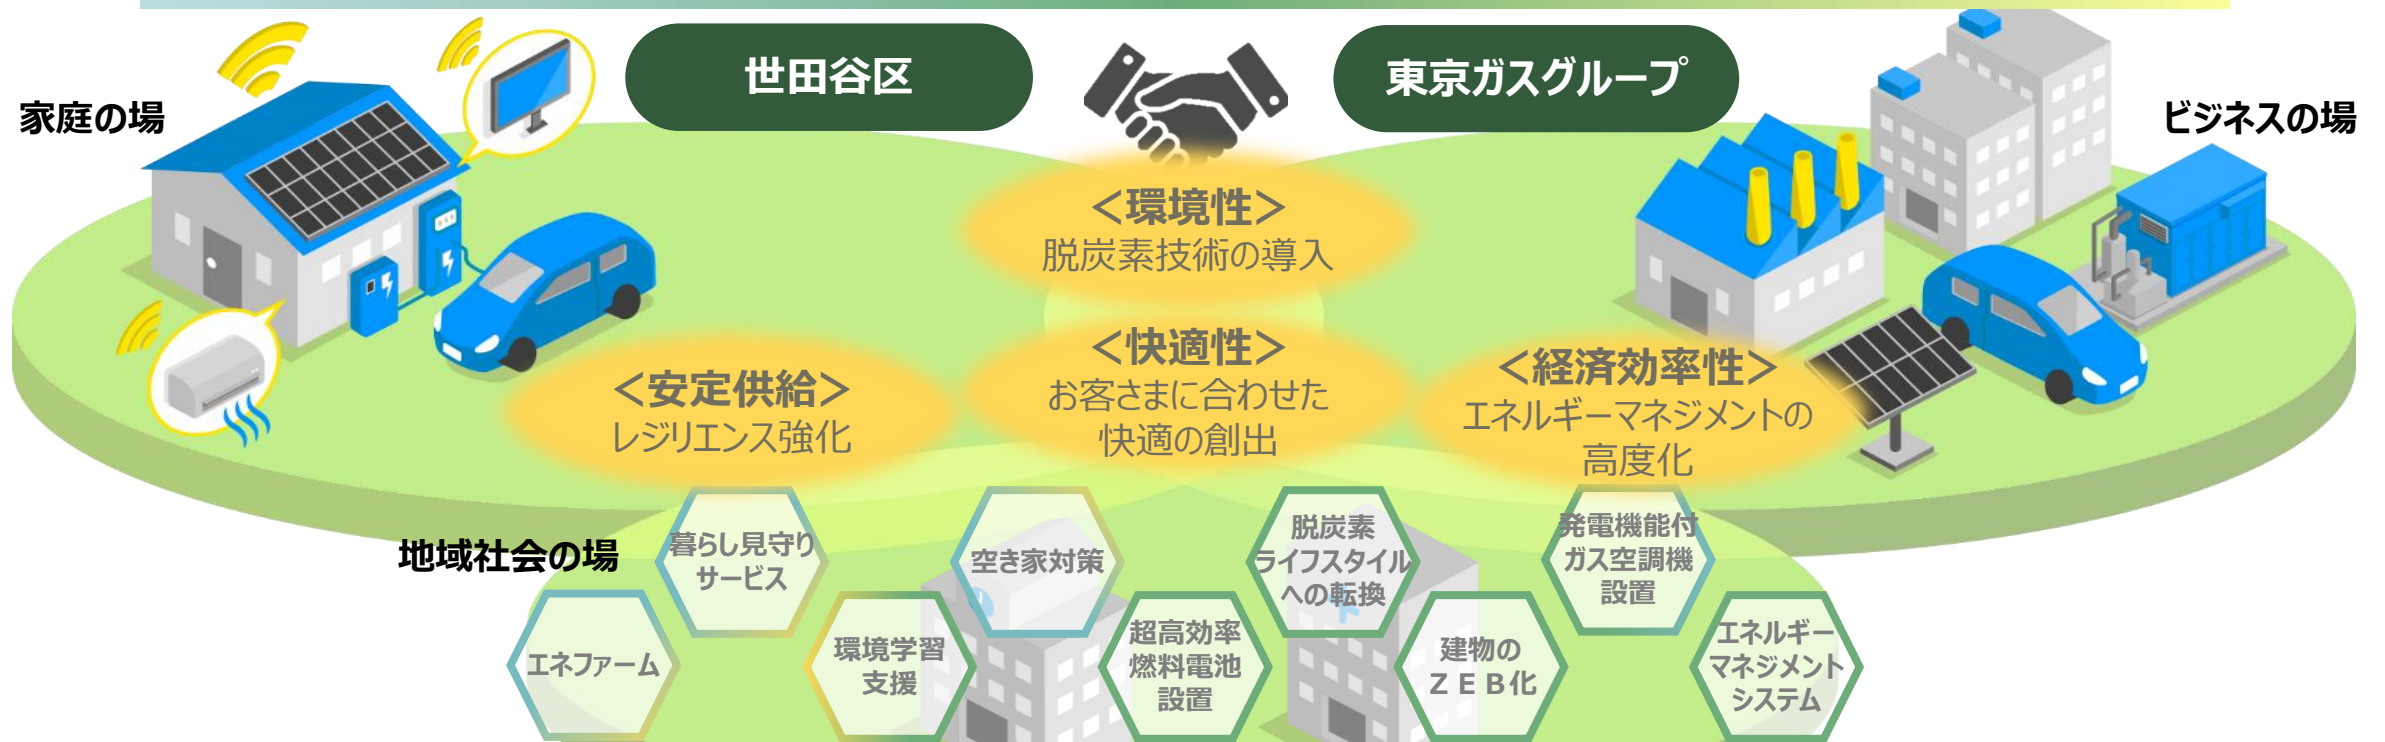 世田谷区
東京ガスグループ
家庭の場
ビジネスの場
＜環境性＞
脱炭素技術の導入
＜安定供給＞
レジリエンス強化
＜快適性＞
お客さまに合わせた
快適の創出
＜経済効率性＞
エネルギーマネジメントの
高度化
地域社会の場
暮らし見守り
サービス
空き家対策
脱炭素
ライフスタイル
への転換
発電機能付
ガス空調機
設置
エネファーム
環境学習
支援
超高効率
燃料電池
設置
建物の
ＺＥＢ化
エネルギー
マネジメント
システム